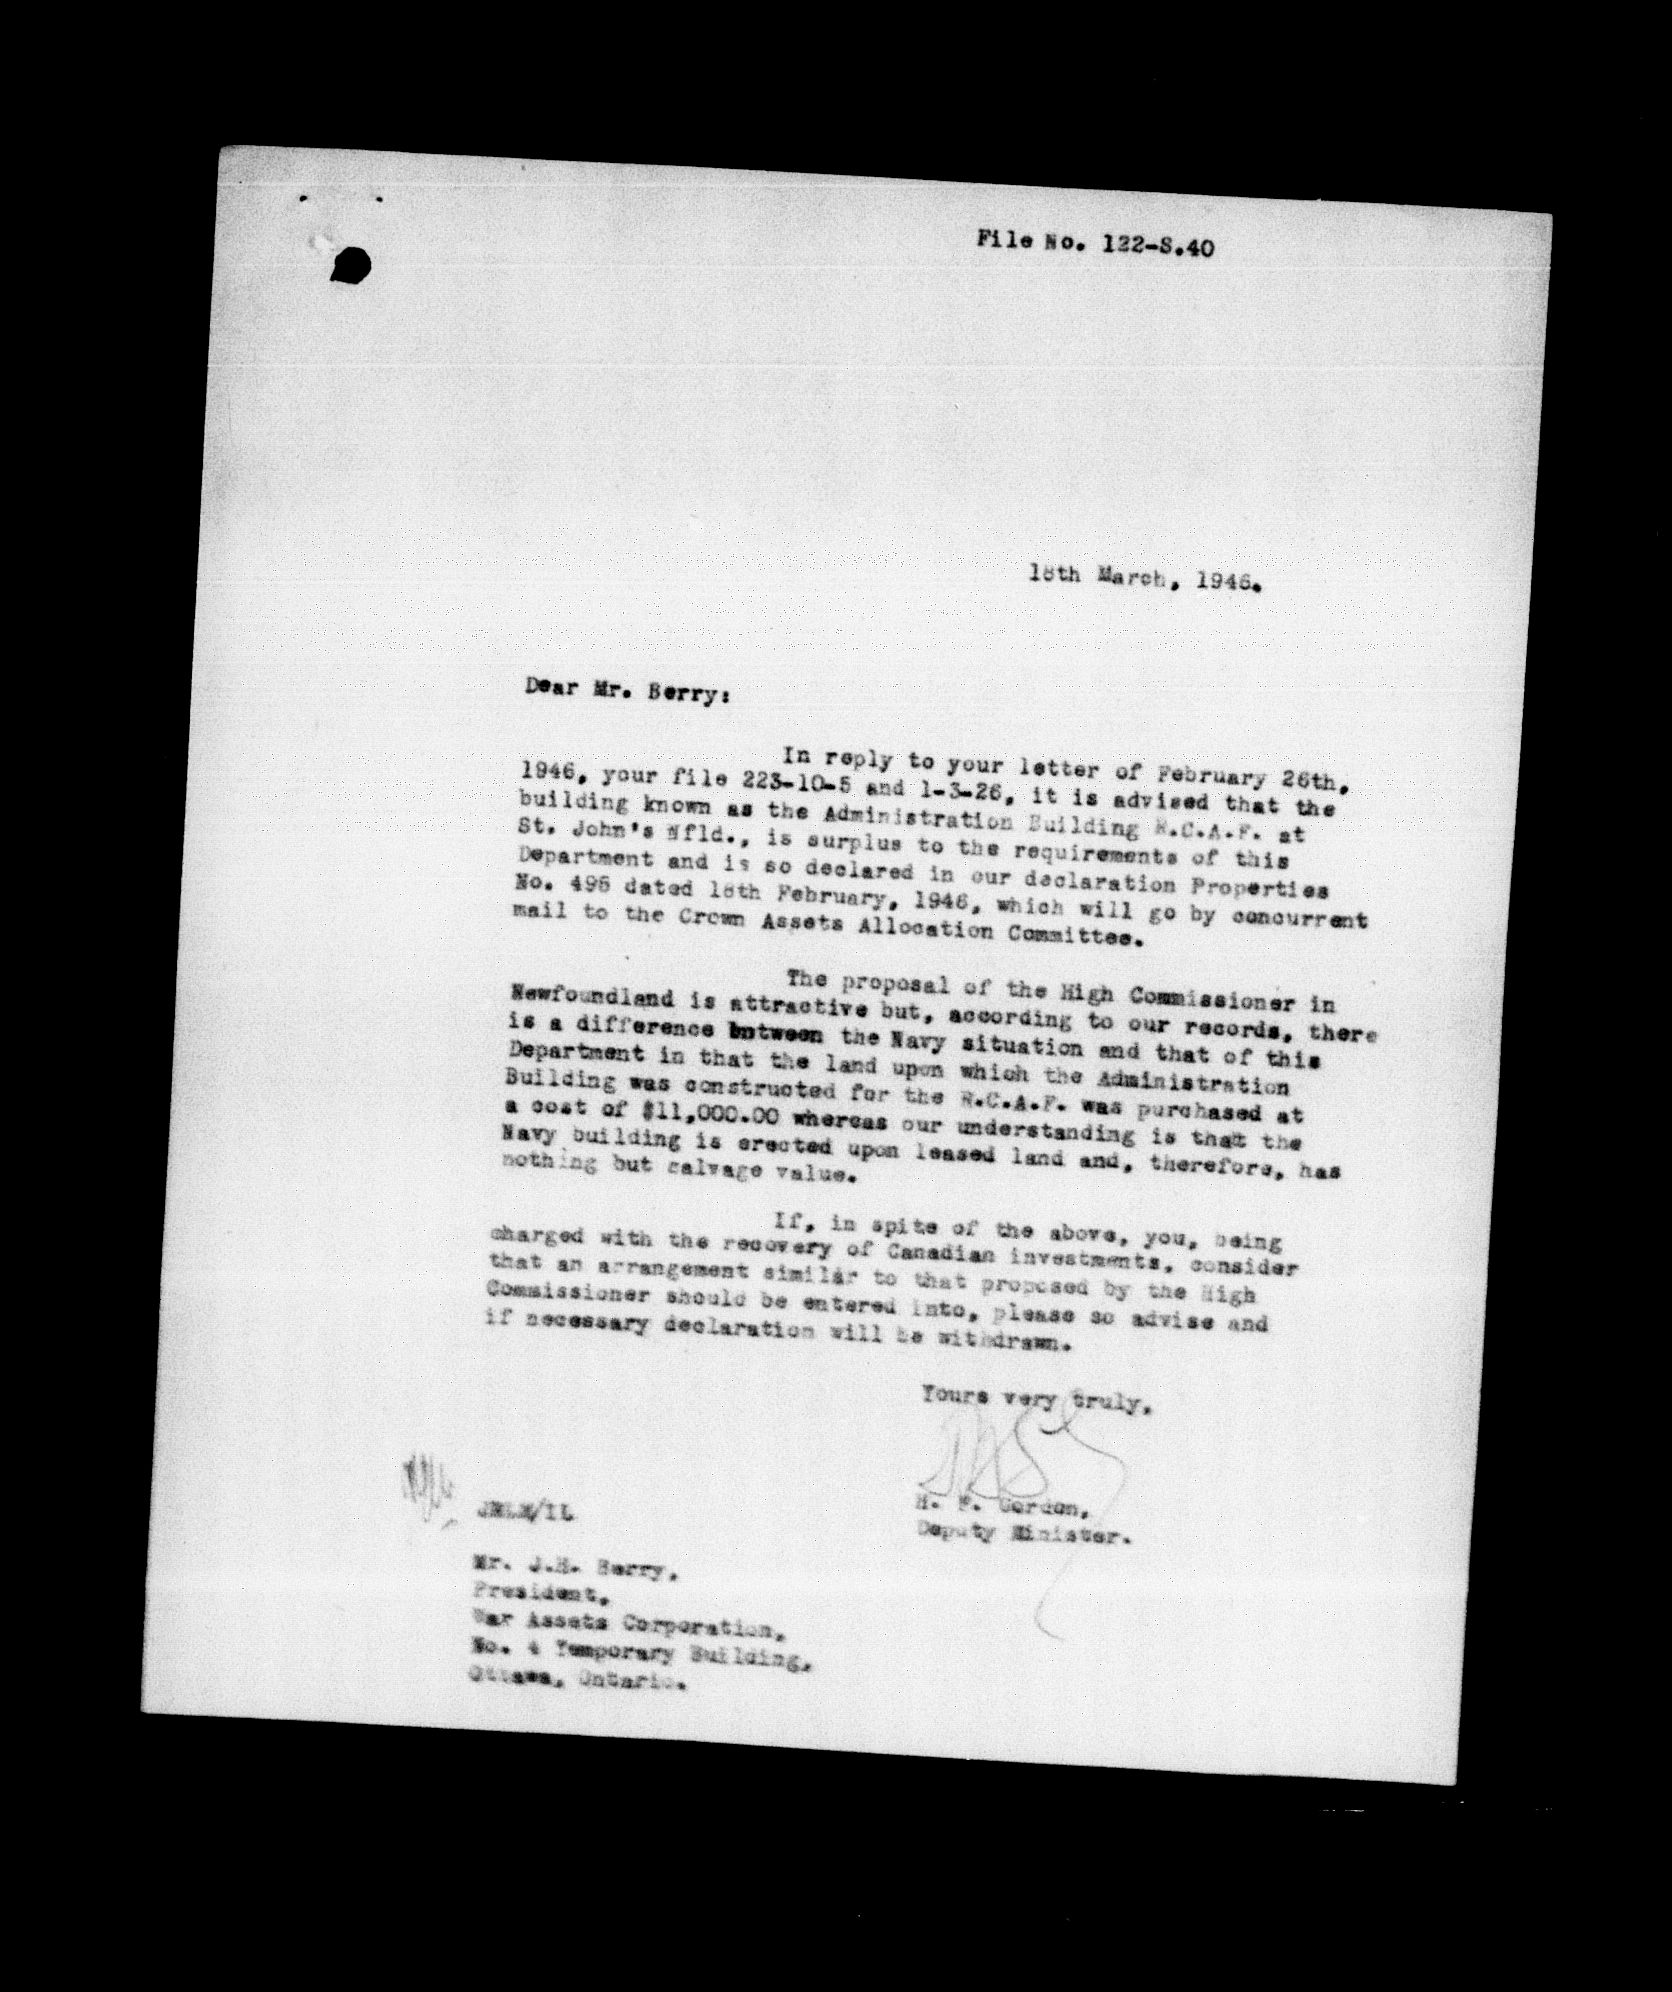 File No. 122-S.40
18th March, 1946.
Dear Mr. Berry:
In reply to your letter of February 26th,
1946, your file 223-10-5 and 1-3-26, it is advised that the
building known as the Administration Building R.C.A.F. at
St. John's Nfld., is surplus to the requirements of this
Department and is so declared in our declaration Properties
No. 495 dated 18th February, 1946, which will go by concurrent
mail to the Crown Assets Allocation Committee.
The proposal of the High Commissioner in
Newfoundland is attractive but, according to our records, there
is a difference between the Navy situation and that of this
Department in that the land upon which the Administration
Building was constructed for the R.C.A.F. was purchased at
a cost of $11,000.00 whereas our understanding is that the
Navy building is erected upon leased land and, therefore, has
nothing but salvage value.
If, in spite of the above, you, being
charged with the recovery of Canadian investments, consider
that an arrangement similar to that proposed by the High
Commissioner should be entered into, please so advise and
if necessary declaration will be withdrawn.
Yours very truly,
H. F. Gordon,
Deputy Minister.
Mr. J.H. Berry,
President,
War Assets Corporation,
No. 4 Temporary Building,
Ottawa, Ontario.